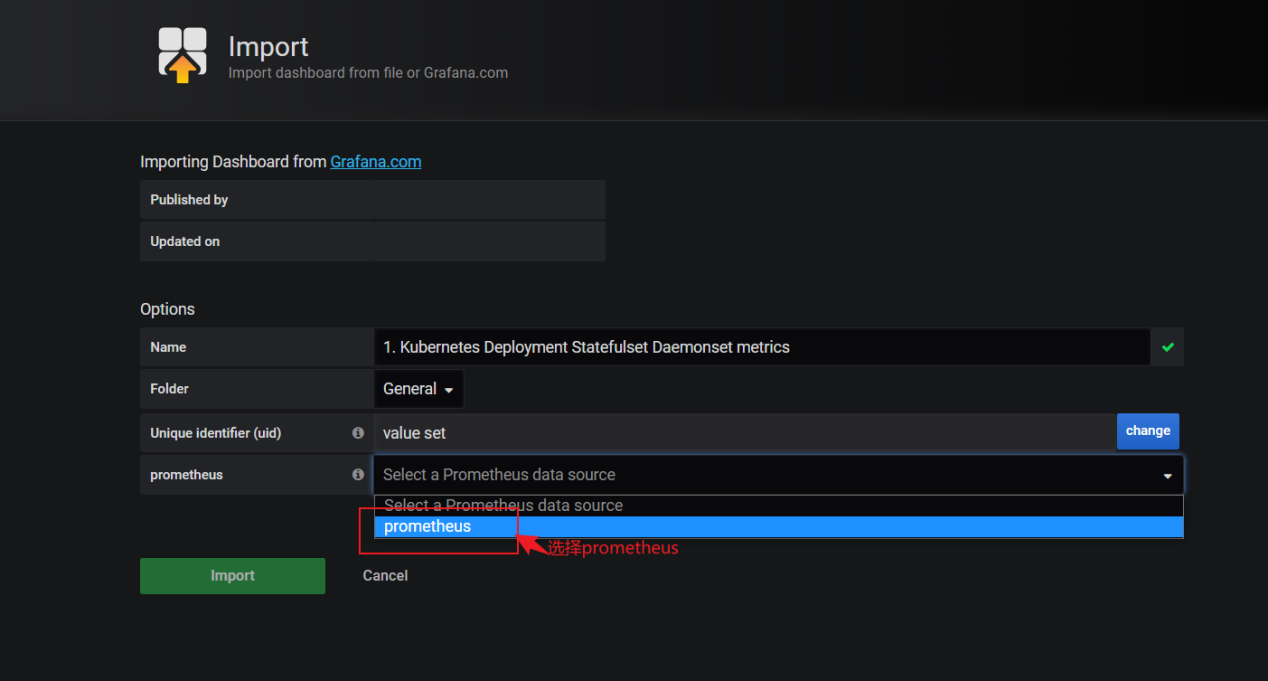 Import
Import dashboard from file or Grafana.com
Importing Dashboard from Grafana.com
Published by
Updated on
Options
Name 1. Kubernetes Deployment Statefulset Daemonset metrics
Folder General
Unique identifier (uid) value set change
prometheus Select a Prometheus data source
Select a Prometheus data source
prometheus
选择prometheus
Import Cancel